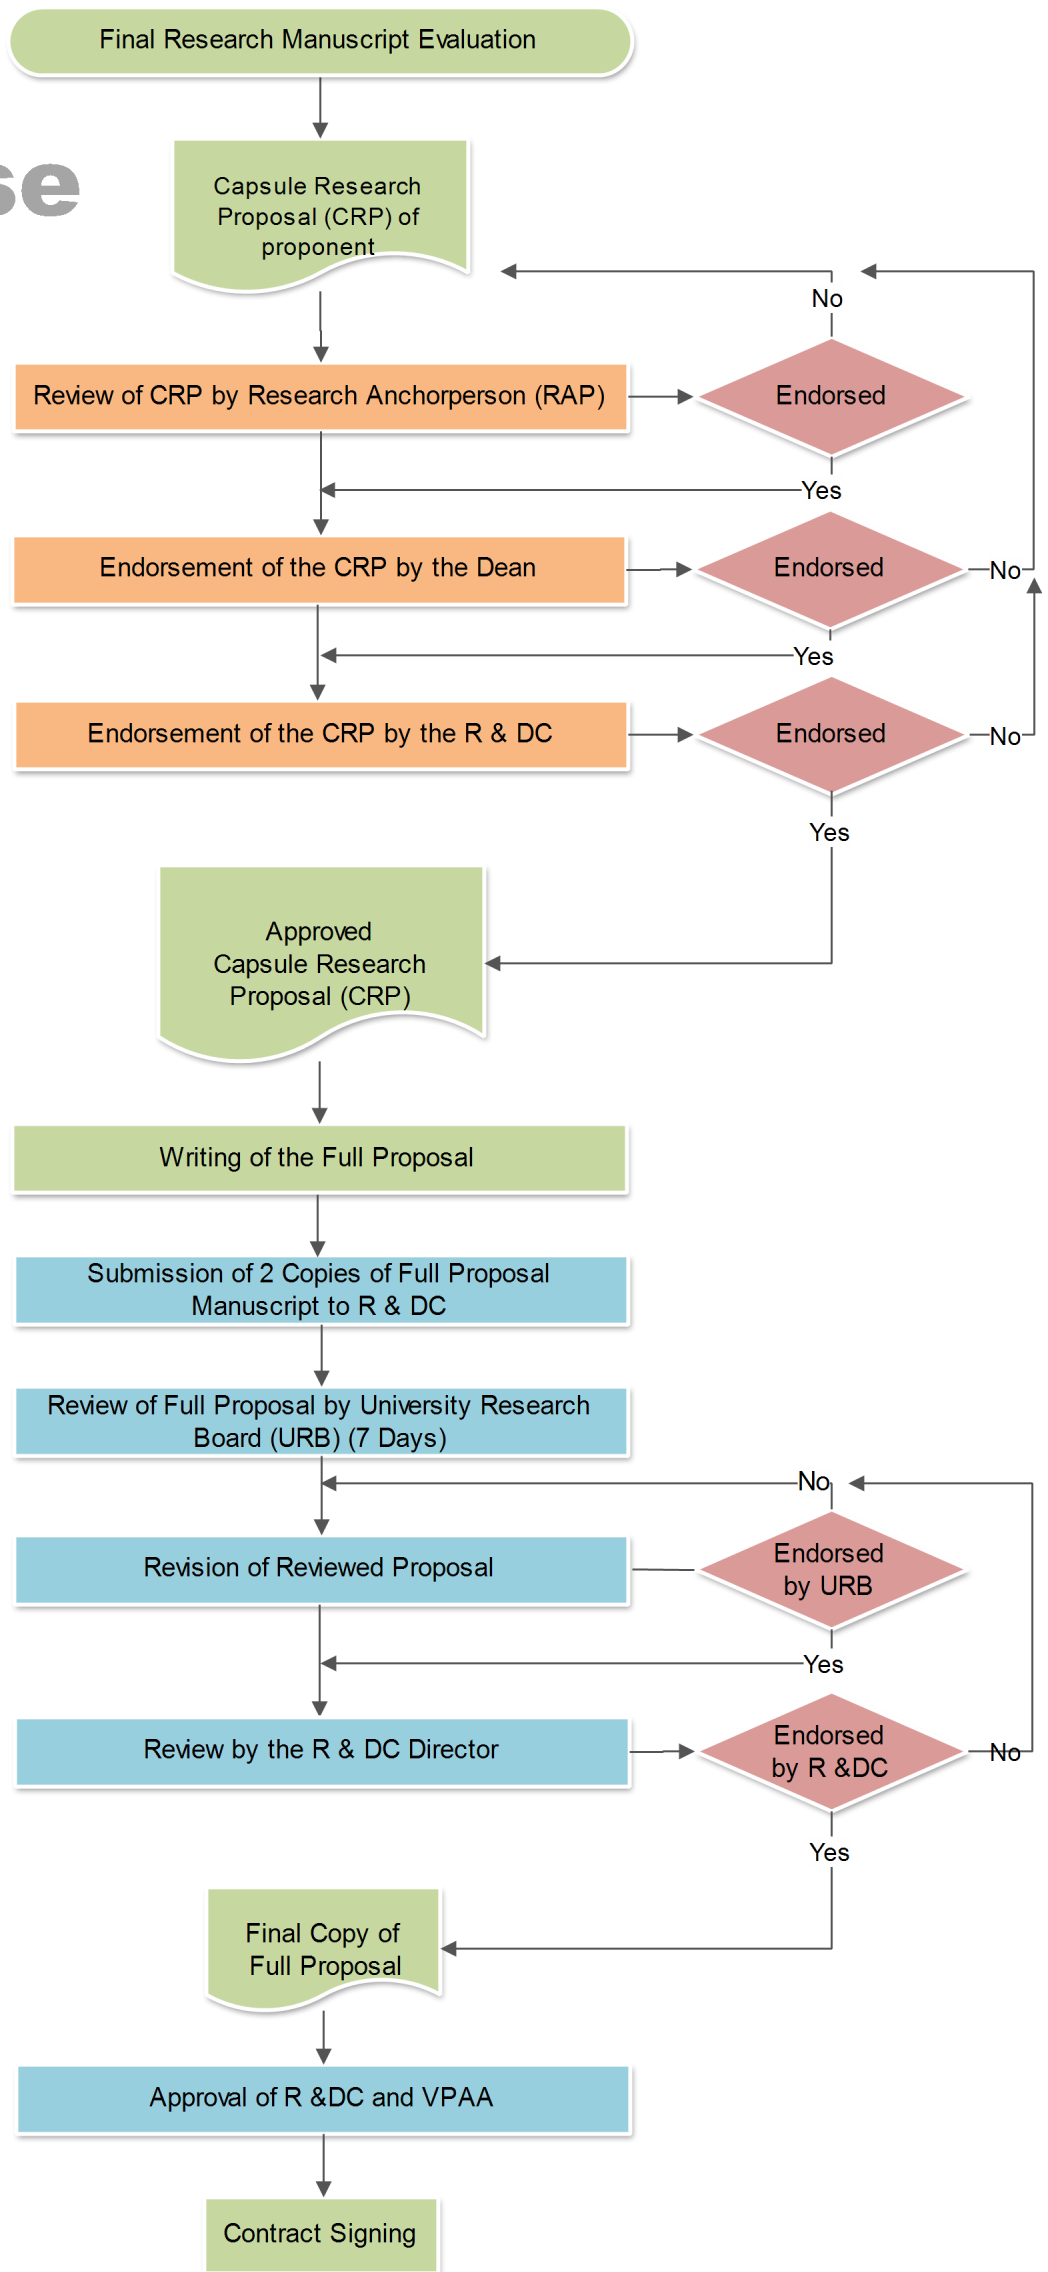 Final Research Manuscript Evaluation
se
Capsule Research
Proposal (CRP) of
proponent
No
Review of CRP by Research Anchorperson (RAP)
Endorsed
Yes
Endorsement of the CRP by the Dean
Endorsed
No
Yes
Endorsement of the CRP by the R & DC
Endorsed
No
Yes
Approved
Capsule Research
Proposal (CRP)
Writing of the Full Proposal
Submission of 2 Copies of Full Proposal
Manuscript to R & DC
Review of Full Proposal by University Research
Board (URB) (7 Days)
No
Revision of Reviewed Proposal
Endorsed
by URB
Yes
Review by the R & DC Director
Endorsed
by R &DC
No
Yes
Final Copy of
Full Proposal
Approval of R &DC and VPAA
Contract Signing